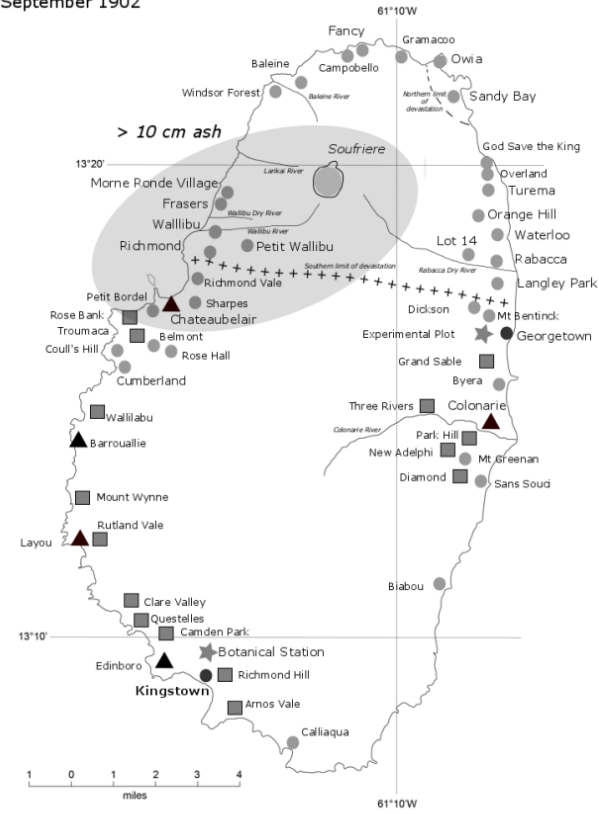 September 1902
61°10'W
Fancy
Gramacoo
Baleine
Campobello
Owia
Windsor Forest
Baleine River
Northern limit
of
devastation
Sandy Bay
> 10 cm ash
Soufriere
God Save the King
13°20'
Larikai River
Overland
Morne Ronde Village
Turema
Frasers
Wallibu Dry River
Orange Hill
Walllibu
Wallibu River
Waterloo
Richmond
Petit Wallibu
Lot 14
Southern limit of devastation
Rabacca Dry River
Rabacca
Richmond Vale
Langley Park
Petit Bordel
Sharpes
Dickson
Rose Bank
Chateaubelair
Mt Bentinck
Troumaca
Belmont
Experimental Plot
Georgetown
Coull's Hill
Rose Hall
Grand Sable
Cumberland
Byera
Three Rivers
Colonarie
Wallilabu
Colonarie River
Park Hill
Barrouallie
New Adelphi
Mt Greenan
Diamond
Sans Souci
Mount Wynne
Rutland Vale
Layou
Biabou
Clare Valley
Questelles
13°10'
Camden Park
Botanical Station
Edinboro
Richmond Hill
Kingstown
Arnos Vale
Calliaqua
1 0 1 2 3 4
miles
61°10'W